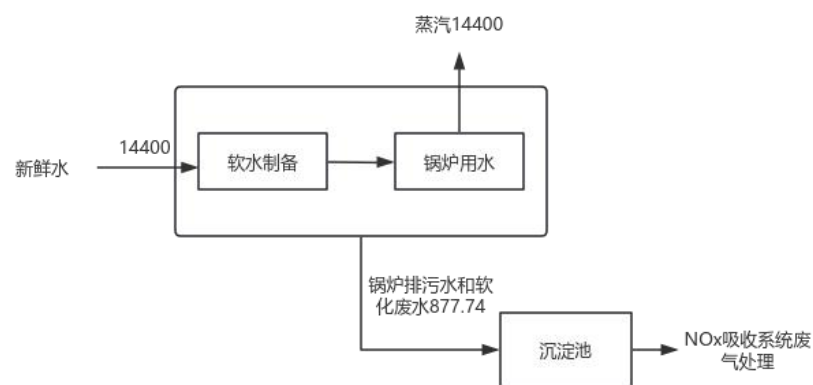 蒸汽14400
14400
新鲜水
软水制备
锅炉用水
锅炉排污水和软
化废水877.74
沉淀池
NOx吸收系统废
气处理